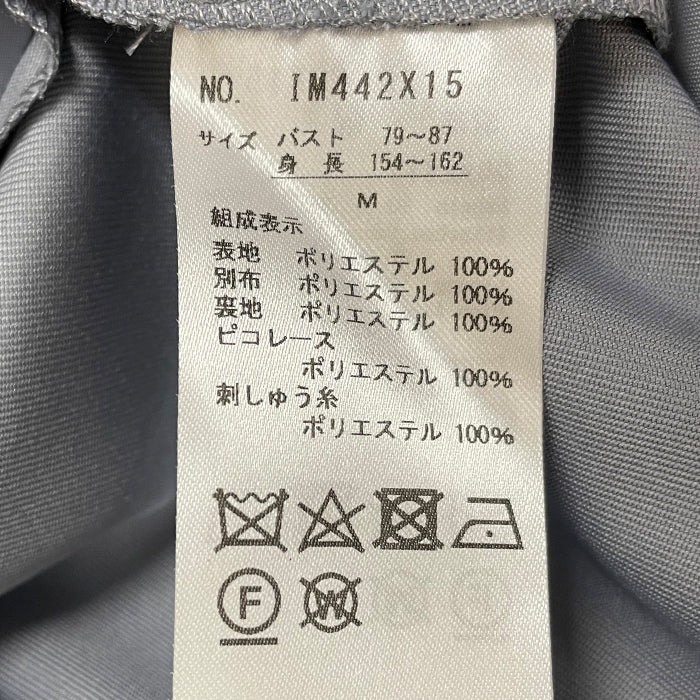 NO. IM442X15
サイズ バスト 79～87
身長 154～162
M
組成表示
表地 ポリエステル 100%
別布 ポリエステル 100%
裏地 ポリエステル 100%
ピコレース
ポリエステル 100%
刺しゅう糸
ポリエステル 100%
F W